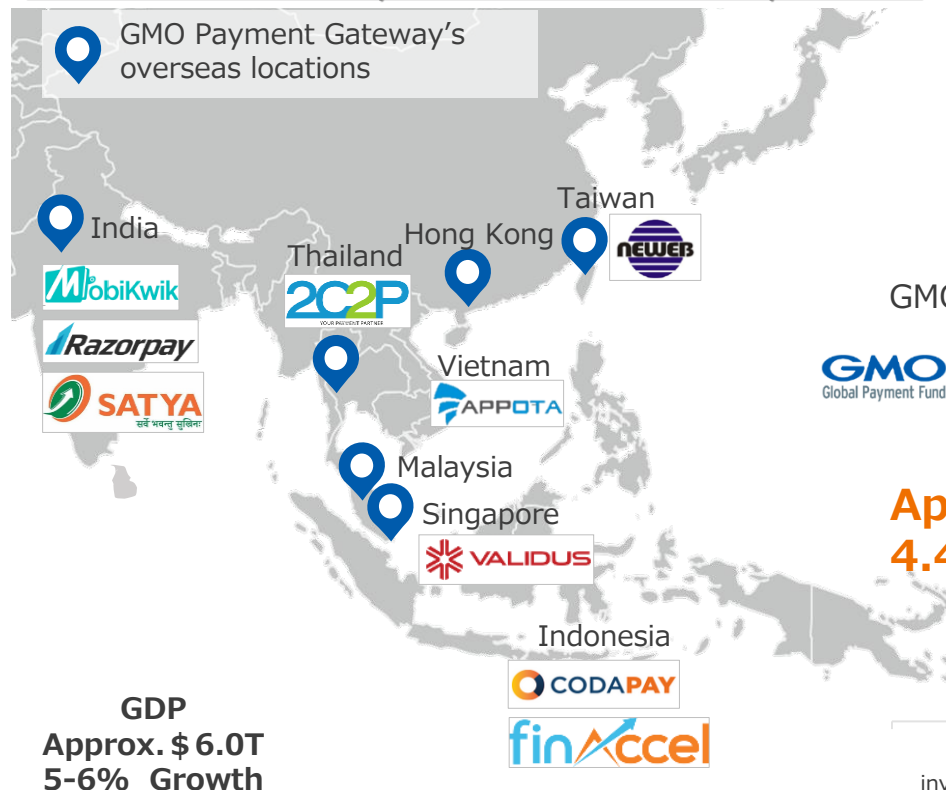 GMO Payment Gateway's
overseas locations
Taiwan
NEWEB
India
Hong Kong
Thailand
MobiKwik
2C2P
YOUR PAYMENT PARTNER
GMO
Razorpay
Vietnam
GMO
Global Payment Fund
SATYA
सर्वे भवन्तु सुखिनः
APPOTA
Malaysia
Singapore
VALIDUS
Ap
4.4
Indonesia
CODAPAY
finAccel
GDP
Approx. $ 6.0T
5-6% Growth
inv